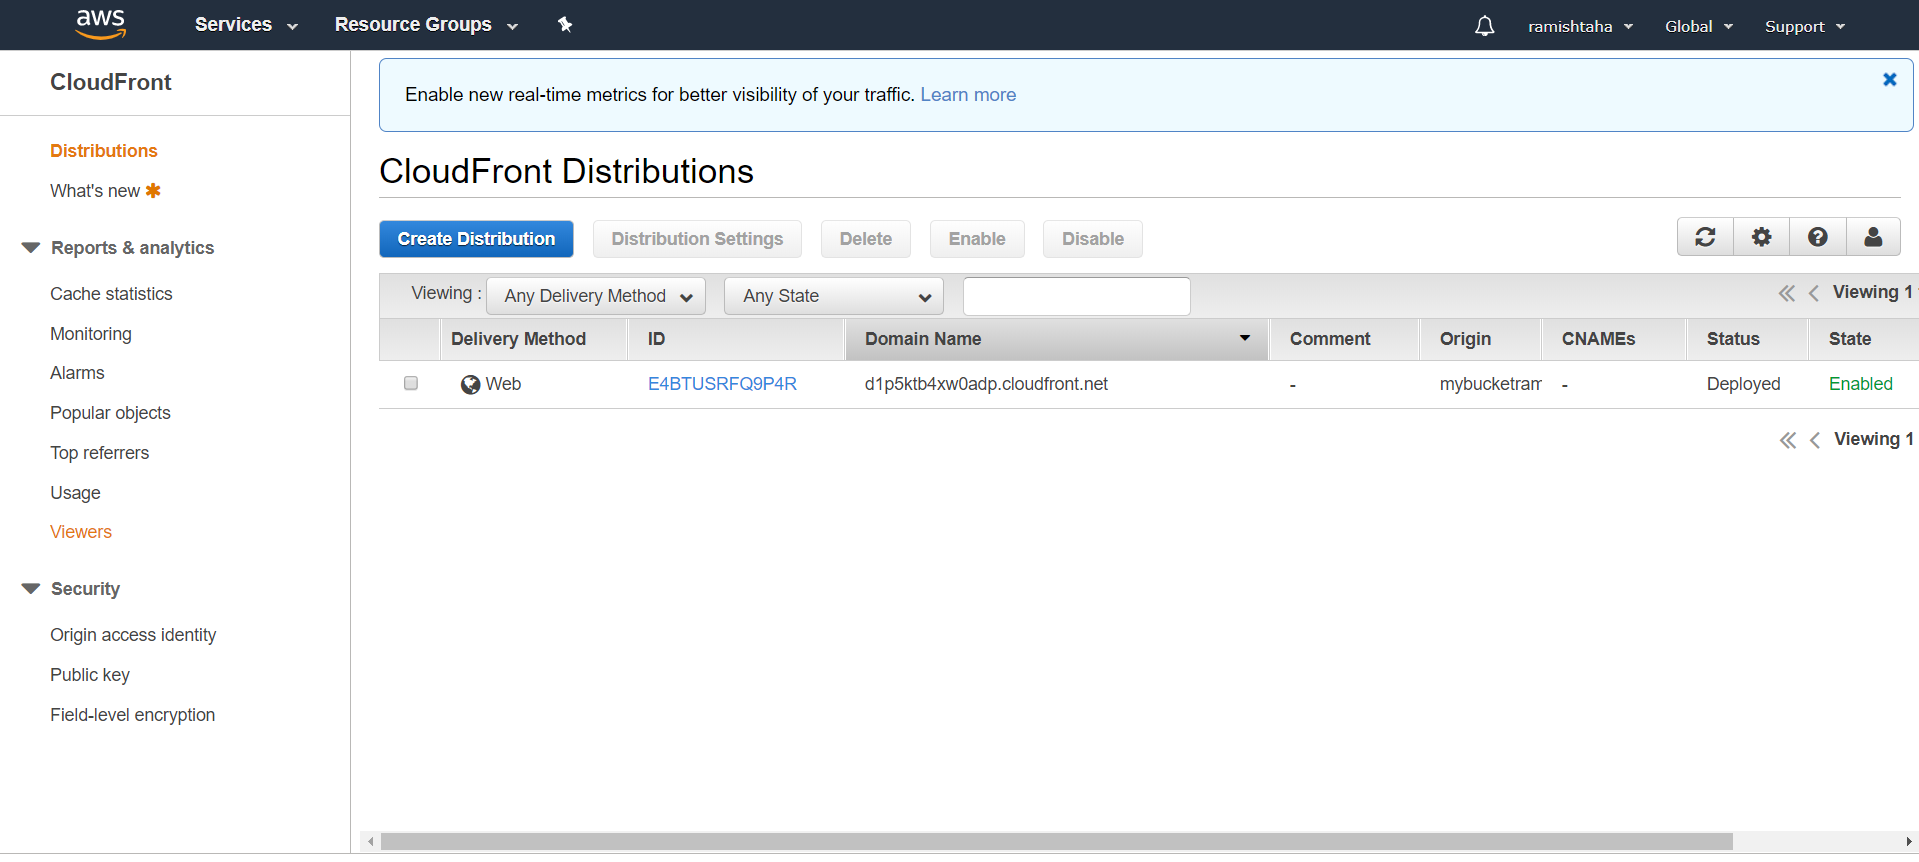 aws Services Resource Groups ramishtaha Global Support
CloudFront
Distributions
What's new
Reports & analytics
Cache statistics
Monitoring
Alarms
Popular objects
Top referrers
Usage
Viewers
Security
Origin access identity
Public key
Field-level encryption
Enable new real-time metrics for better visibility of your traffic. Learn more
CloudFront Distributions
Create Distribution Distribution Settings Delete Enable Disable
Viewing : Any Delivery Method Any State Viewing 1
Delivery Method ID Domain Name Comment Origin CNAMEs Status State
Web E4BTUSRFQ9P4R d1p5ktb4xw0adp.cloudfront.net - mybucketram - Deployed Enabled
Viewing 1